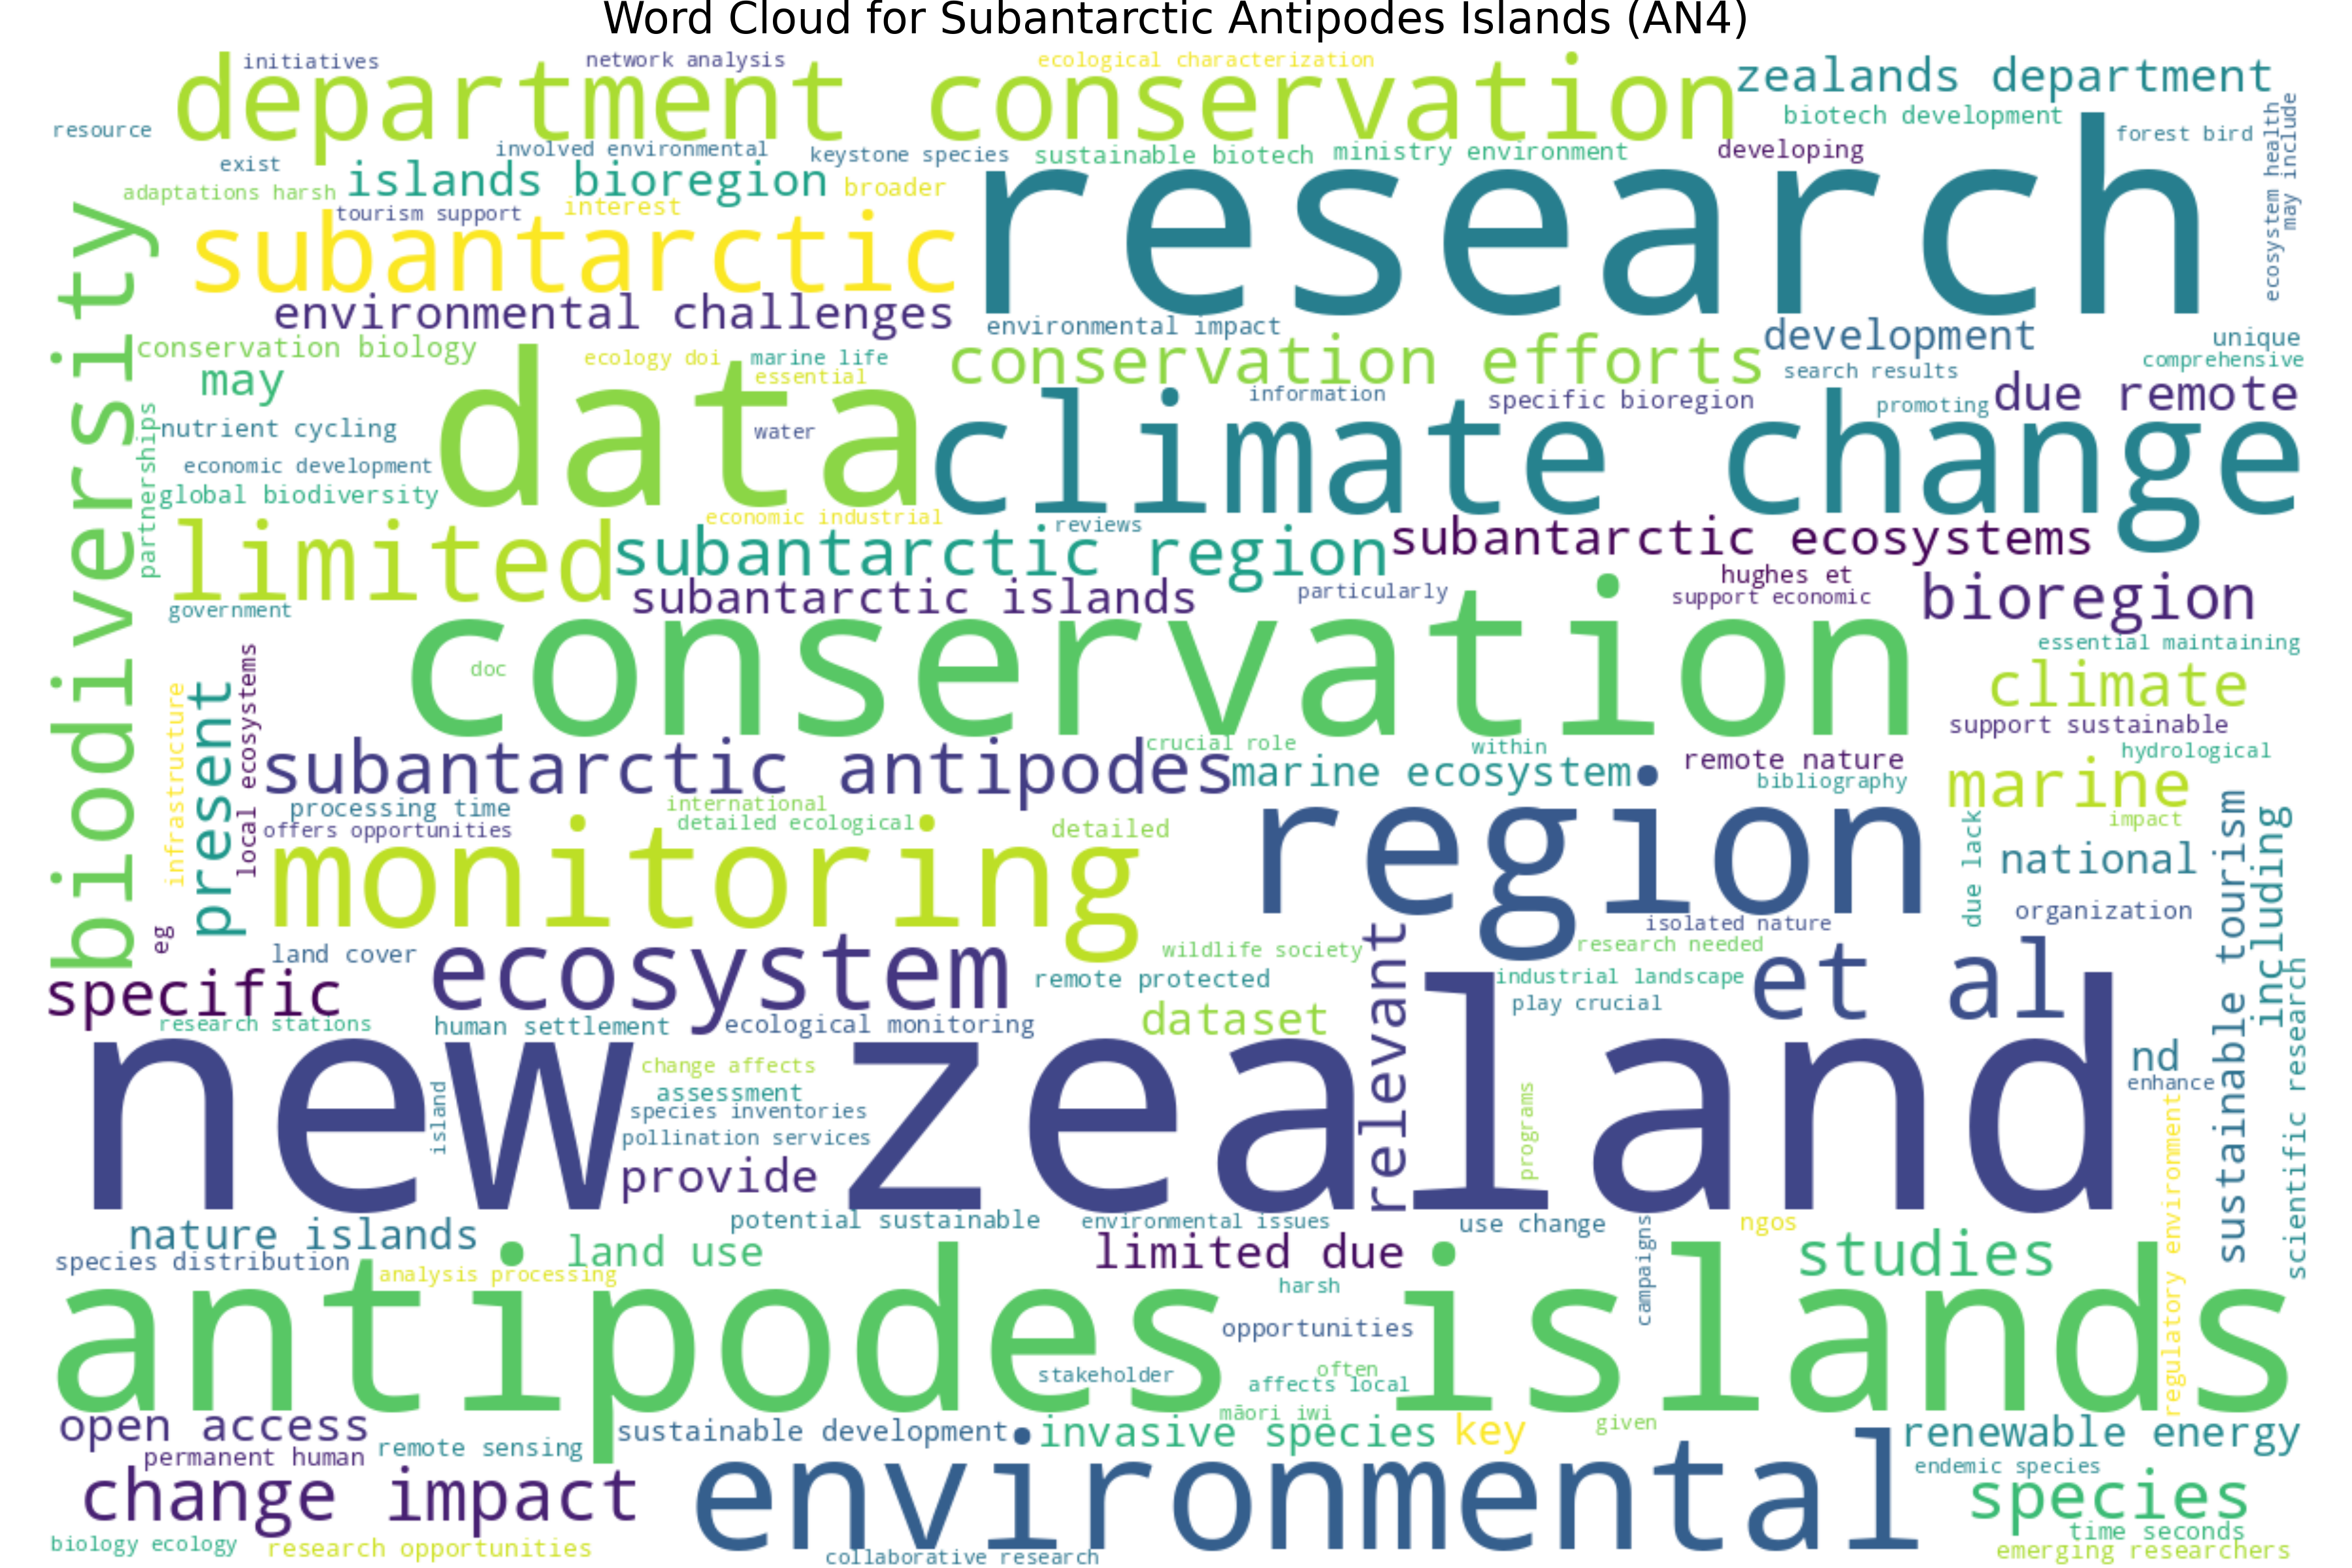 Word Cloud for Subantarctic Antipodes Islands (AN4)
initiatives
network analysis
ecological characterization
department conservation
zealands department
biotech development
resource
forest bird
ecosystem health
may include
involved environmental
keystone species
sustainable biotech
ministry environment
developing
exist
adaptations harsh
islands bioregion
broader
research
tourism support
interest
subantarctic
biodiversity
environmental challenges
environmental impact
development
unique
conservation biology
ecology doi
marine life
conservation efforts
comprehensive
may
essential
search results
data
information
specific bioregion
promoting
due remote
partnerships
nutrient cycling
water
climate change
economic development
global biodiversity
economic industrial
reviews
limited
subantarctic region
subantarctic ecosystems
hughes et
subantarctic islands
particularly
support economic
bioregion
government
conservation
essential maintaining
doc
climate
infrastructure
present
local ecosystems
support sustainable
subantarctic antipodes
crucial role
within
remote nature
hydrological
marine ecosystem
bibliography
marine
processing time
international
region
offers opportunities
detailed ecological
detailed
impact
monitoring
due lack
national
sustainable tourism
including
eg
organization
isolated nature
land cover
ecosystem
wildlife society
research needed
relevant
et al
specific
remote protected
industrial landscape
play crucial
scientific research
research stations
human settlement
ecological monitoring
dataset
new zealand
change affects
nd
island
assessment
enhance
species inventories
programs
pollination services
provide
regulatory environment
nature islands
potential sustainable
environmental issues
use change
campaigns
ngos
species distribution
land use
limited due
studies
analysis processing
harsh
antipodes islands
opportunities
stakeholder
often
affects local
māori iwi
open access
sustainable development
invasive species
key
given
renewable energy
permanent human
remote sensing
endemic species
change impact
environmental
species
time seconds
biology ecology
research opportunities
collaborative research
emerging researchers